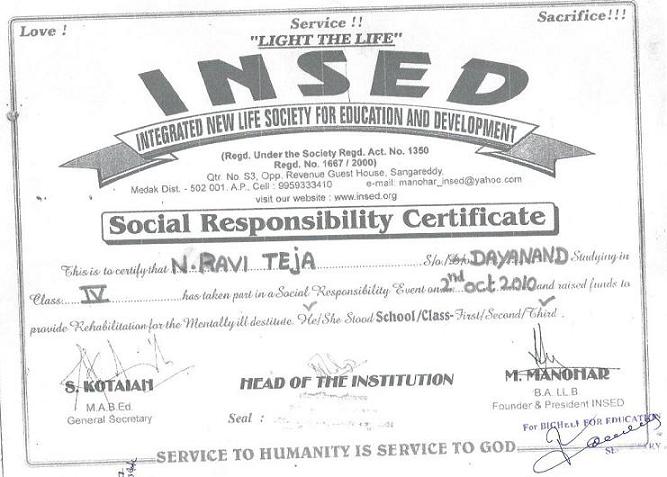 Love !
Service !!
Sacrifice!!!
"LIGHT THE LIFE"
INSED
INTEGRATED NEW LIFE SOCIETY FOR EDUCATION AND DEVELOPMENT
(Regd. Under the Society Regd. Act. No. 1350
Regd. No. 1667 / 2000)
Qtr. No. S3, Opp. Revenue Guest House, Sangareddy,
Medak Dist. - 502 001. A.P., Cell : 9959333410 e-mail: manohar_insed@yahoo.com
visit our website : www.insed.org
Social Responsibility Certificate
This is to certify that N.RAVI TEJA S/o./D/o. DAYANAND Studying in
Class IV has taken part in a Social Responsibility Event on 2nd oct 2010 and raised funds to
provide Rehabilitation for the Mentally ill destitute. He/She Stood School/Class-First/Second/Third.
S. KOTAIAH
M.A.B.Ed.
General Secretary
HEAD OF THE INSTITUTION
Seal :
M. MANOHAR
B.A. LL.B
Founder & President INSED
FOR EDUCATION
SERVICE TO HUMANITY IS SERVICE TO GOD